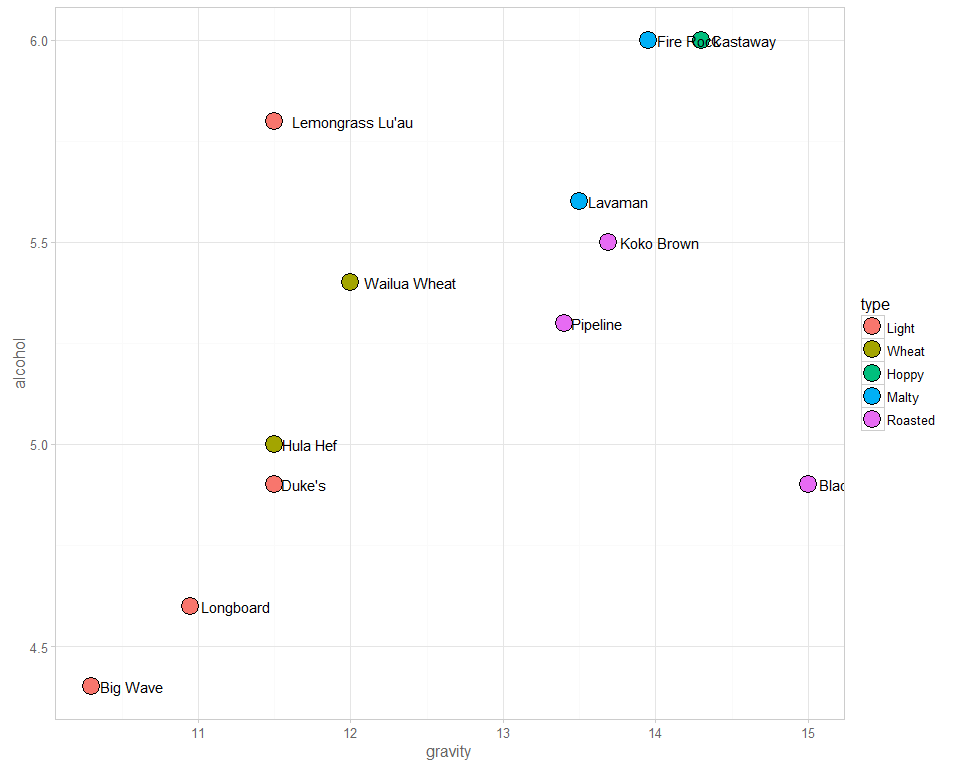 6.0
Fire Rock
Castaway
Lemongrass Lu'au
Lavaman
5.5
Koko Brown
Wailua Wheat
Pipeline
type
Light
Wheat
Hoppy
Malty
Roasted
alcohol
5.0
Hula Hef
Duke's
Blac
Longboard
4.5
Big Wave
11 12 13 14 15
gravity